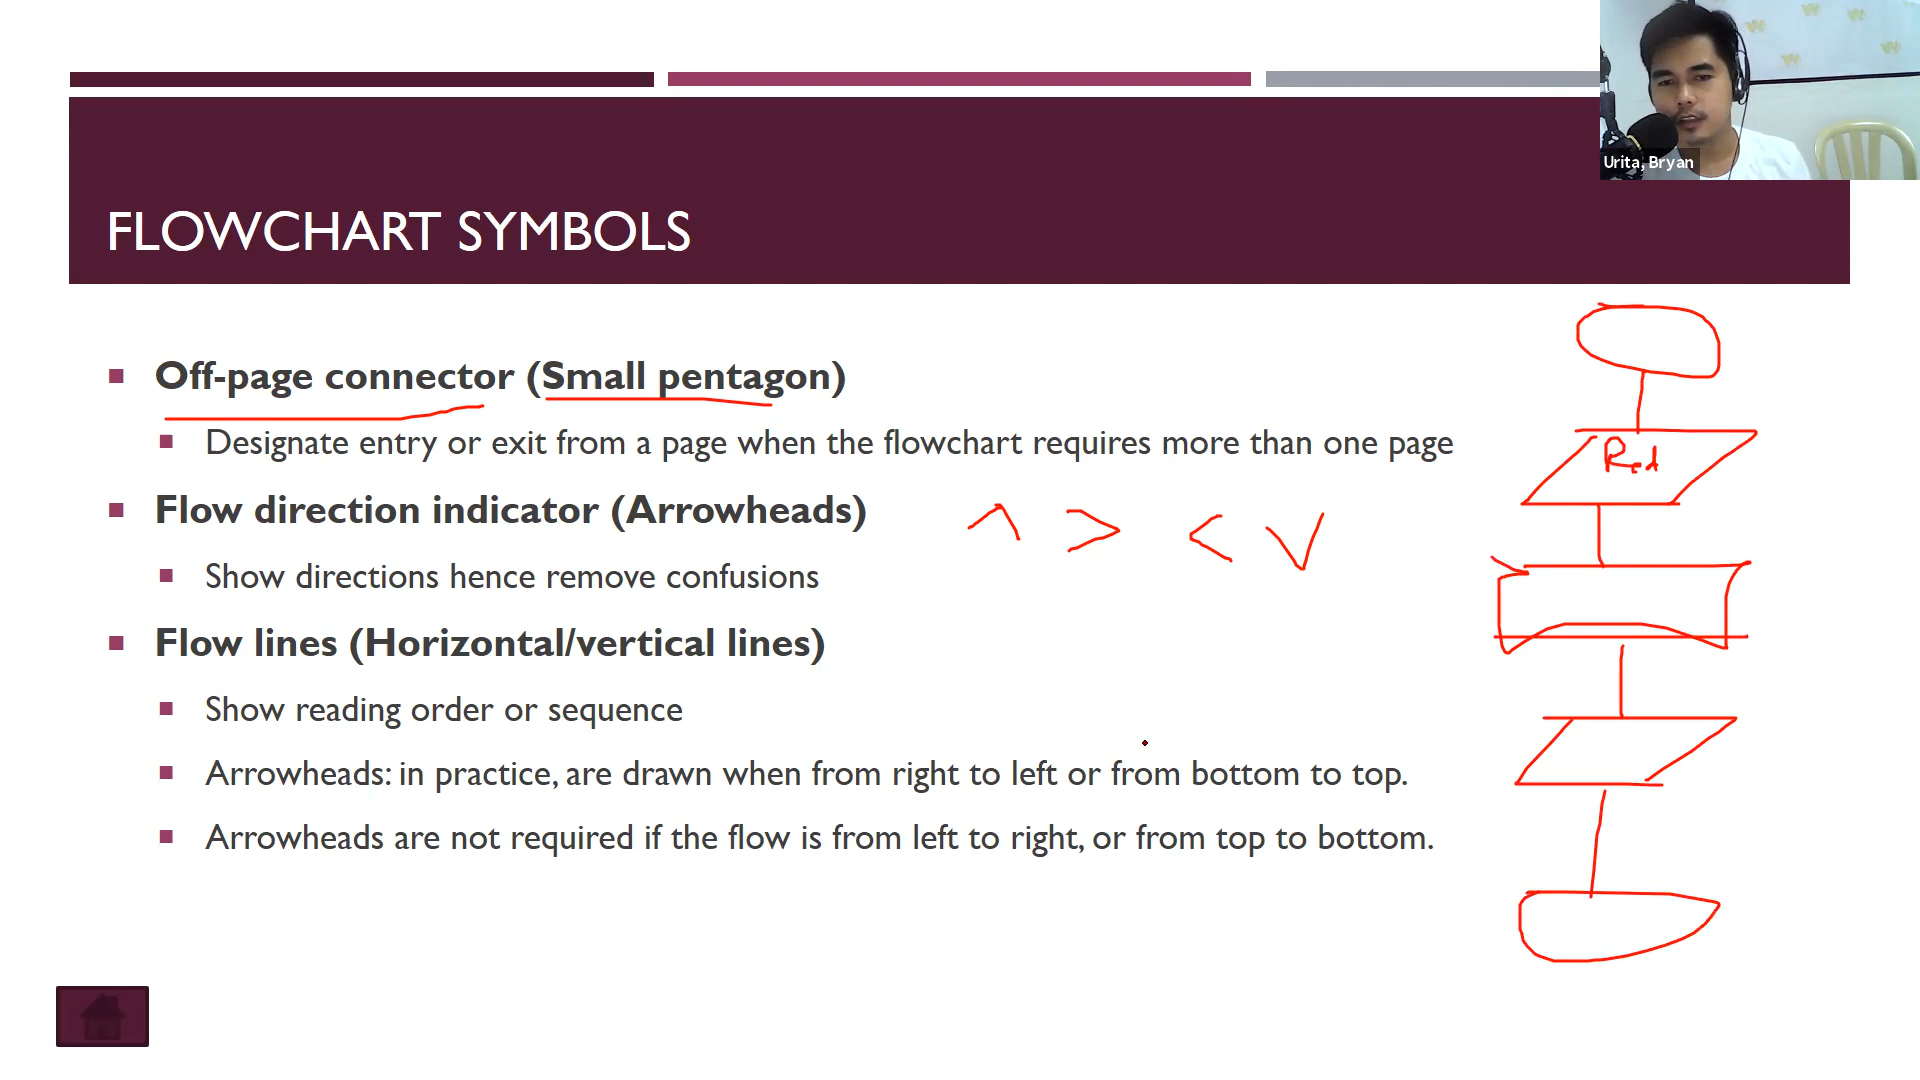 Urita, Bryan
FLOWCHART SYMBOLS
Off-page connector (Small pentagon)
Designate entry or exit from a page when the flowchart requires more than one page
Red
Flow direction indicator (Arrowheads)
Show directions hence remove confusions
Flow lines (Horizontal/vertical lines)
Show reading order or sequence
Arrowheads: in practice, are drawn when from right to left or from bottom to top.
Arrowheads are not required if the flow is from left to right, or from top to bottom.